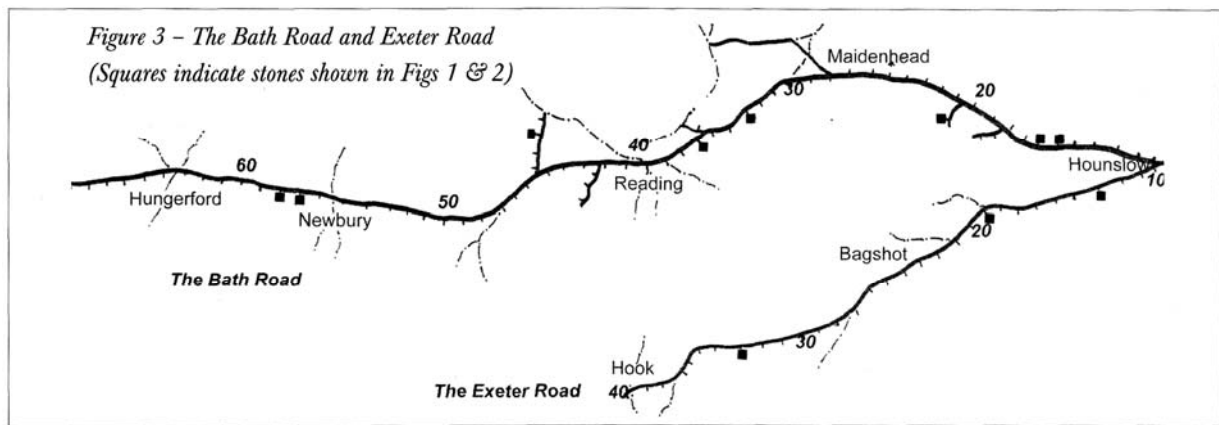 Figure 3 – The Bath Road and Exeter Road
(Squares indicate stones shown in Figs 1 & 2)
Maidenhead
20
30
40
Reading
Hounslow
10
60
Hungerford
Newbury
50
20
Bagshot
The Bath Road
30
Hook
40
The Exeter Road